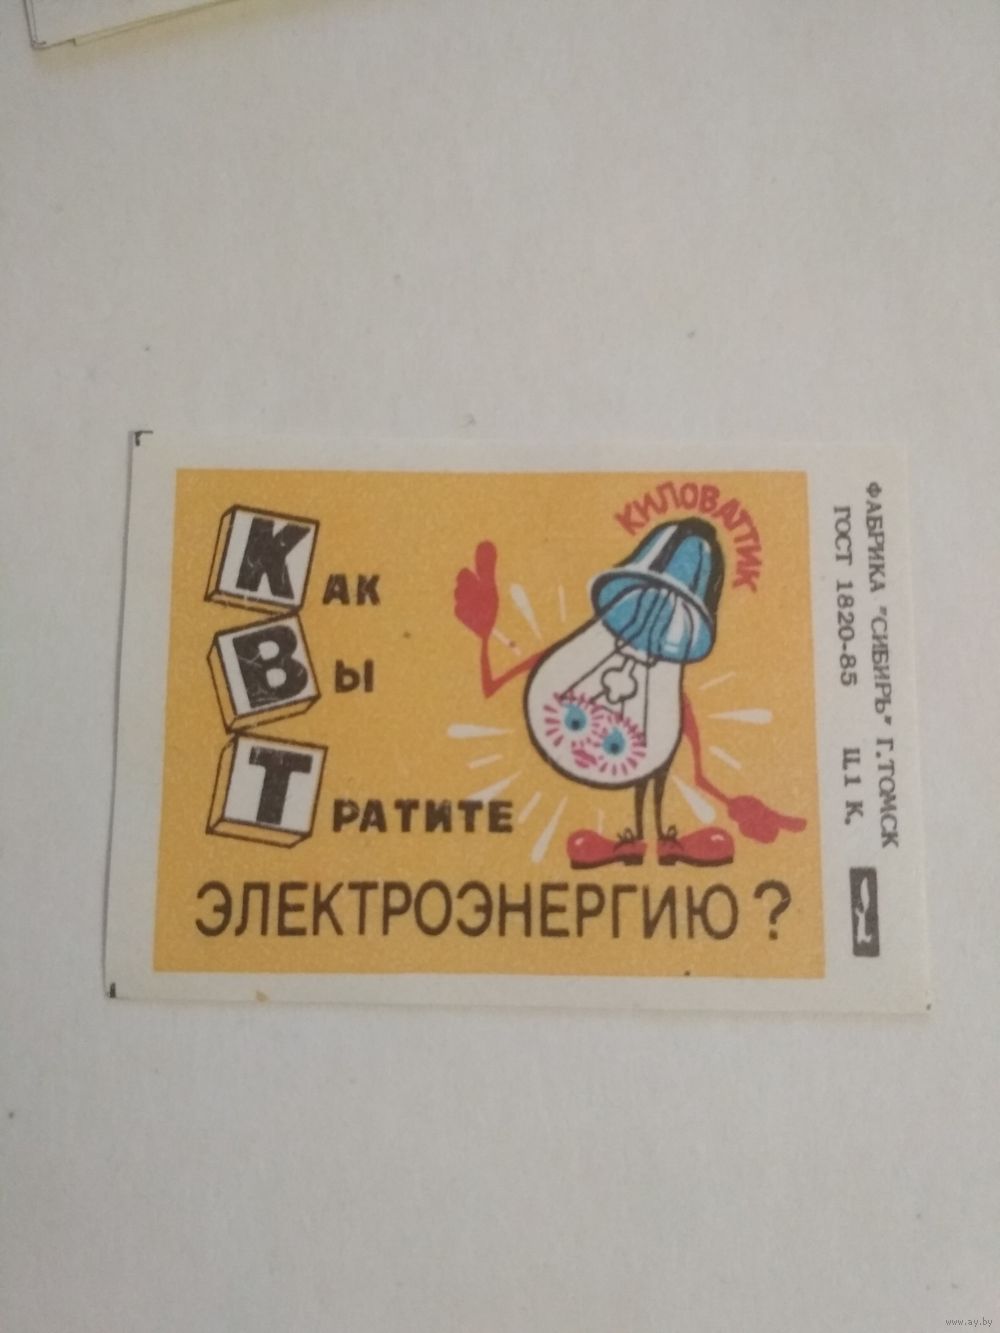 КАК
ВЫ
ТРАТИТЕ
ЭЛЕКТРОЭНЕРГИЮ?
КИЛОВАТТИК
ФАБРИКА "СИБИРЬ" Г. ТОМСК
ГОСТ 1820-85 Ц.1 К.
www.ay.by